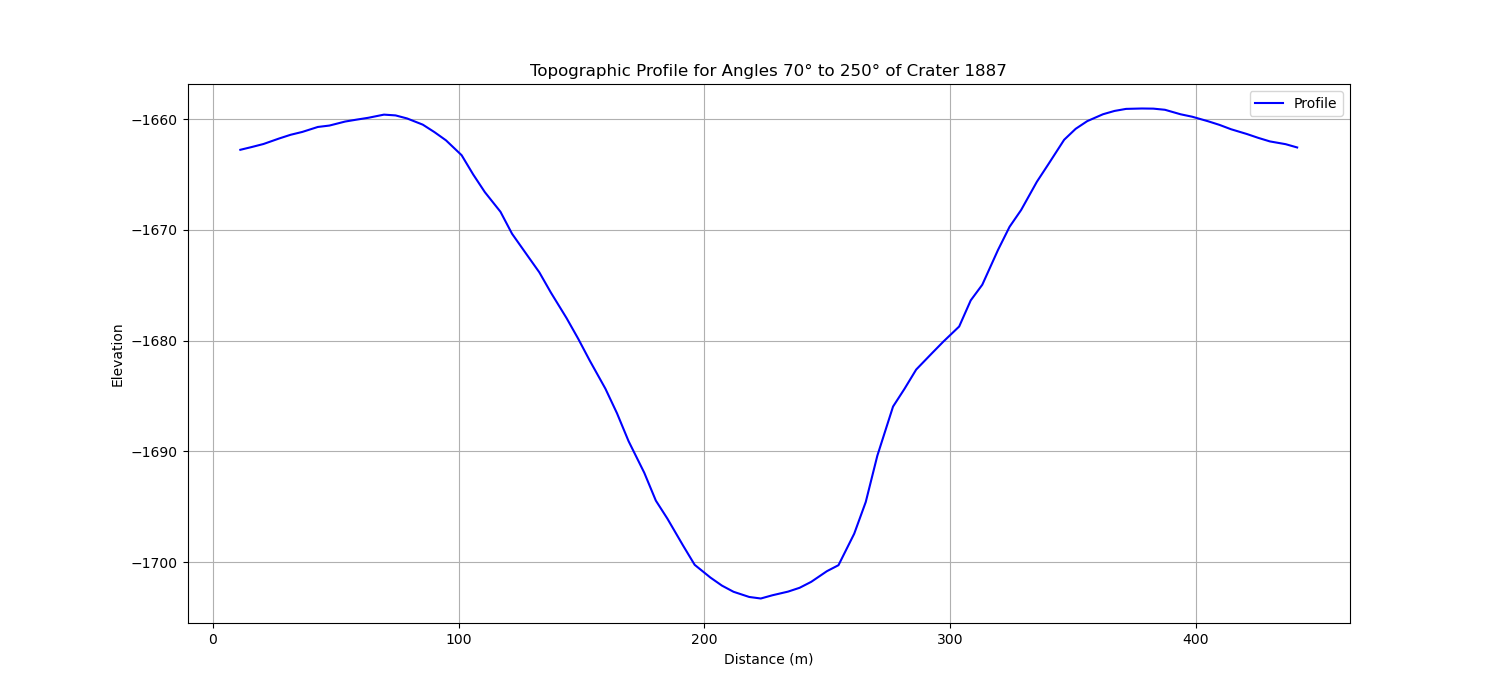 Topographic Profile for Angles 70° to 250° of Crater 1887
Profile
−1660
−1670
−1680
−1690
−1700
Elevation
0 100 200 300 400
Distance (m)